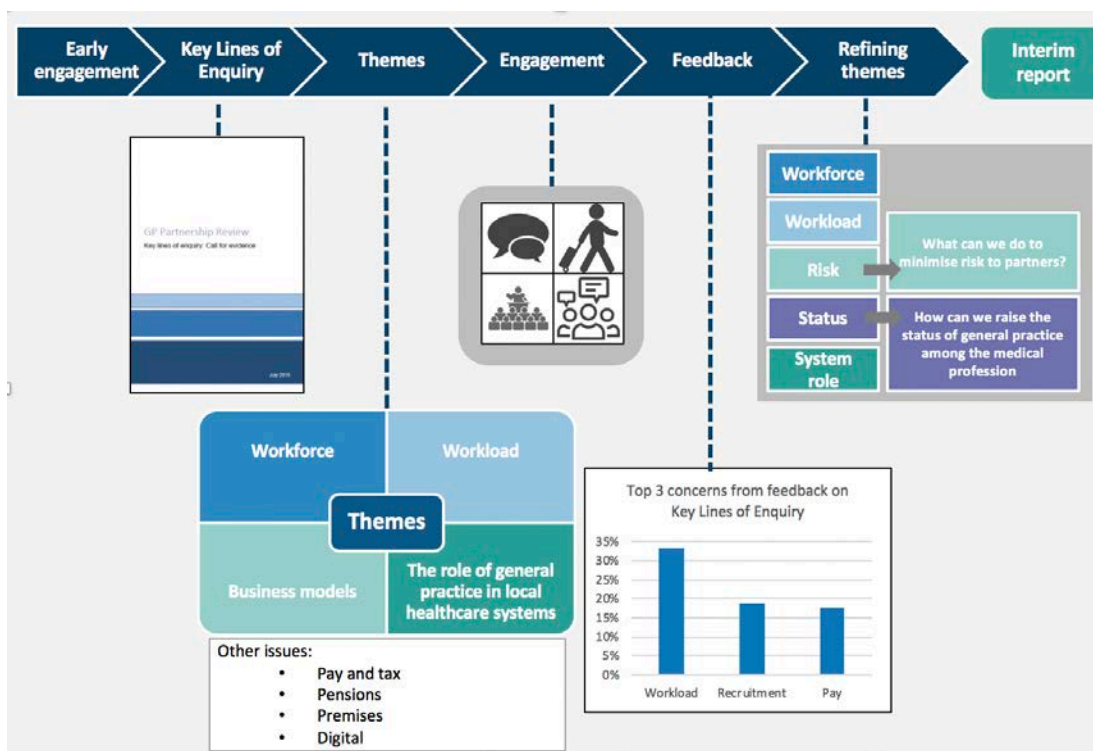 Early
engagement
Key Lines of
Enquiry
Themes
Engagement
Feedback
Refining
themes
Interim
report
GP Partnership Review
Key lines of enquiry: Call for evidence
Workforce
Workload
Themes
Business models
The role of general
practice in local
healthcare systems
Other issues:
• Pay and tax
• Pensions
• Premises
• Digital
Top 3 concerns from feedback on
Key Lines of Enquiry
35%
30%
25%
20%
15%
10%
5%
0%
Workload
Recruitment
Pay
Workforce
Workload
Risk
What can we do to
minimise risk to partners?
Status
How can we raise the
status of general practice
among the medical
profession
System
role